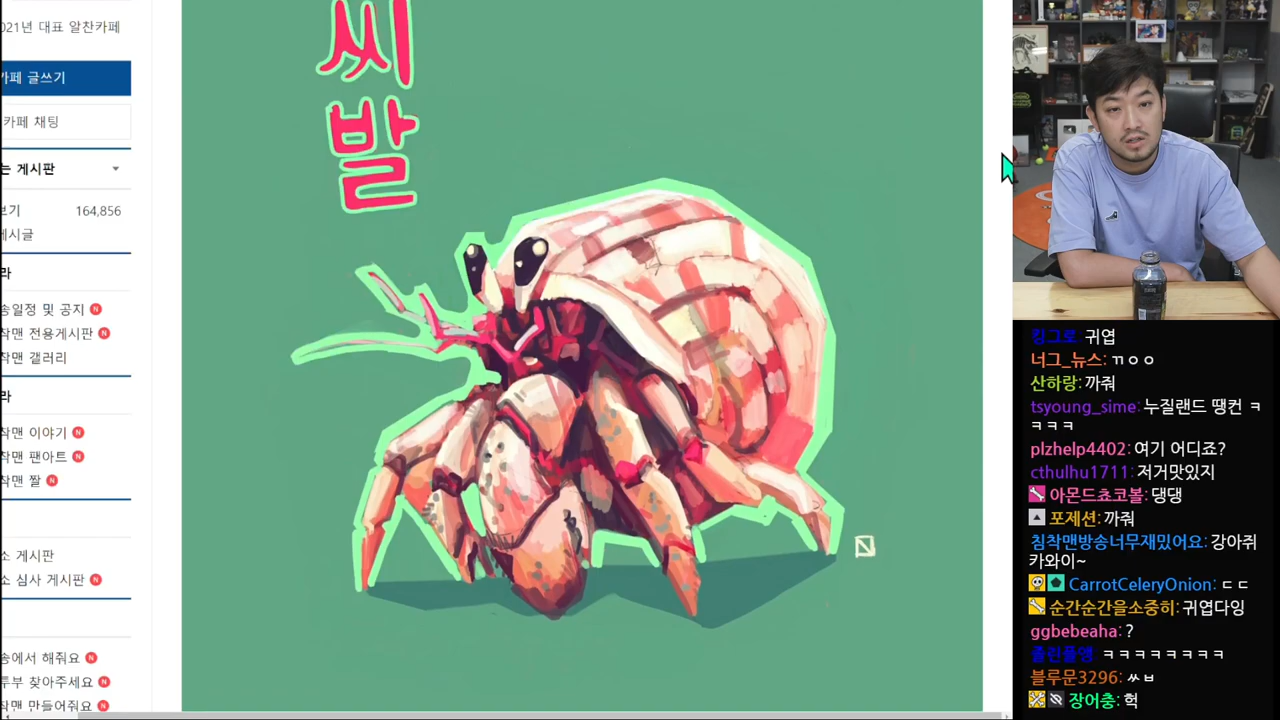 021년 대표 알찬카페
카페 글쓰기
카페 채팅
는 게시판
보기 164,856
게시글
라
송일정 및 공지 N
착맨 전용게시판 N
착맨 갤러리
라
착맨 이야기 N
착맨 팬아트 N
착맨 짤 N
소 게시판
소 심사 게시판 N
송에서 해줘요 N
투부 찾아주세요 N
착맨 만들어줘요 N
씨
발
킹그로: 귀엽
너그_뉴스: ㄲㅇㅇ
산하랑: 까줘
tsyoung_sime: 누질랜드 땡컨 ㅋ
ㅋㅋㅋ
plzhelp4402: 여기 어디죠?
cthulhu1711: 저거맛있지
아몬드쵸코볼: 댕댕
포제션: 까줘
침착맨방송너무재밌어요: 강아쥐
카와이~
CarrotCeleryOnion: ㄷㄷ
순간순간을소중히: 귀엽다잉
ggbebeaha: ?
졸린졸앵: ㅋㅋㅋㅋㅋㅋㅋㅋ
블루문3296: ㅆㅂ
장어충: 헉